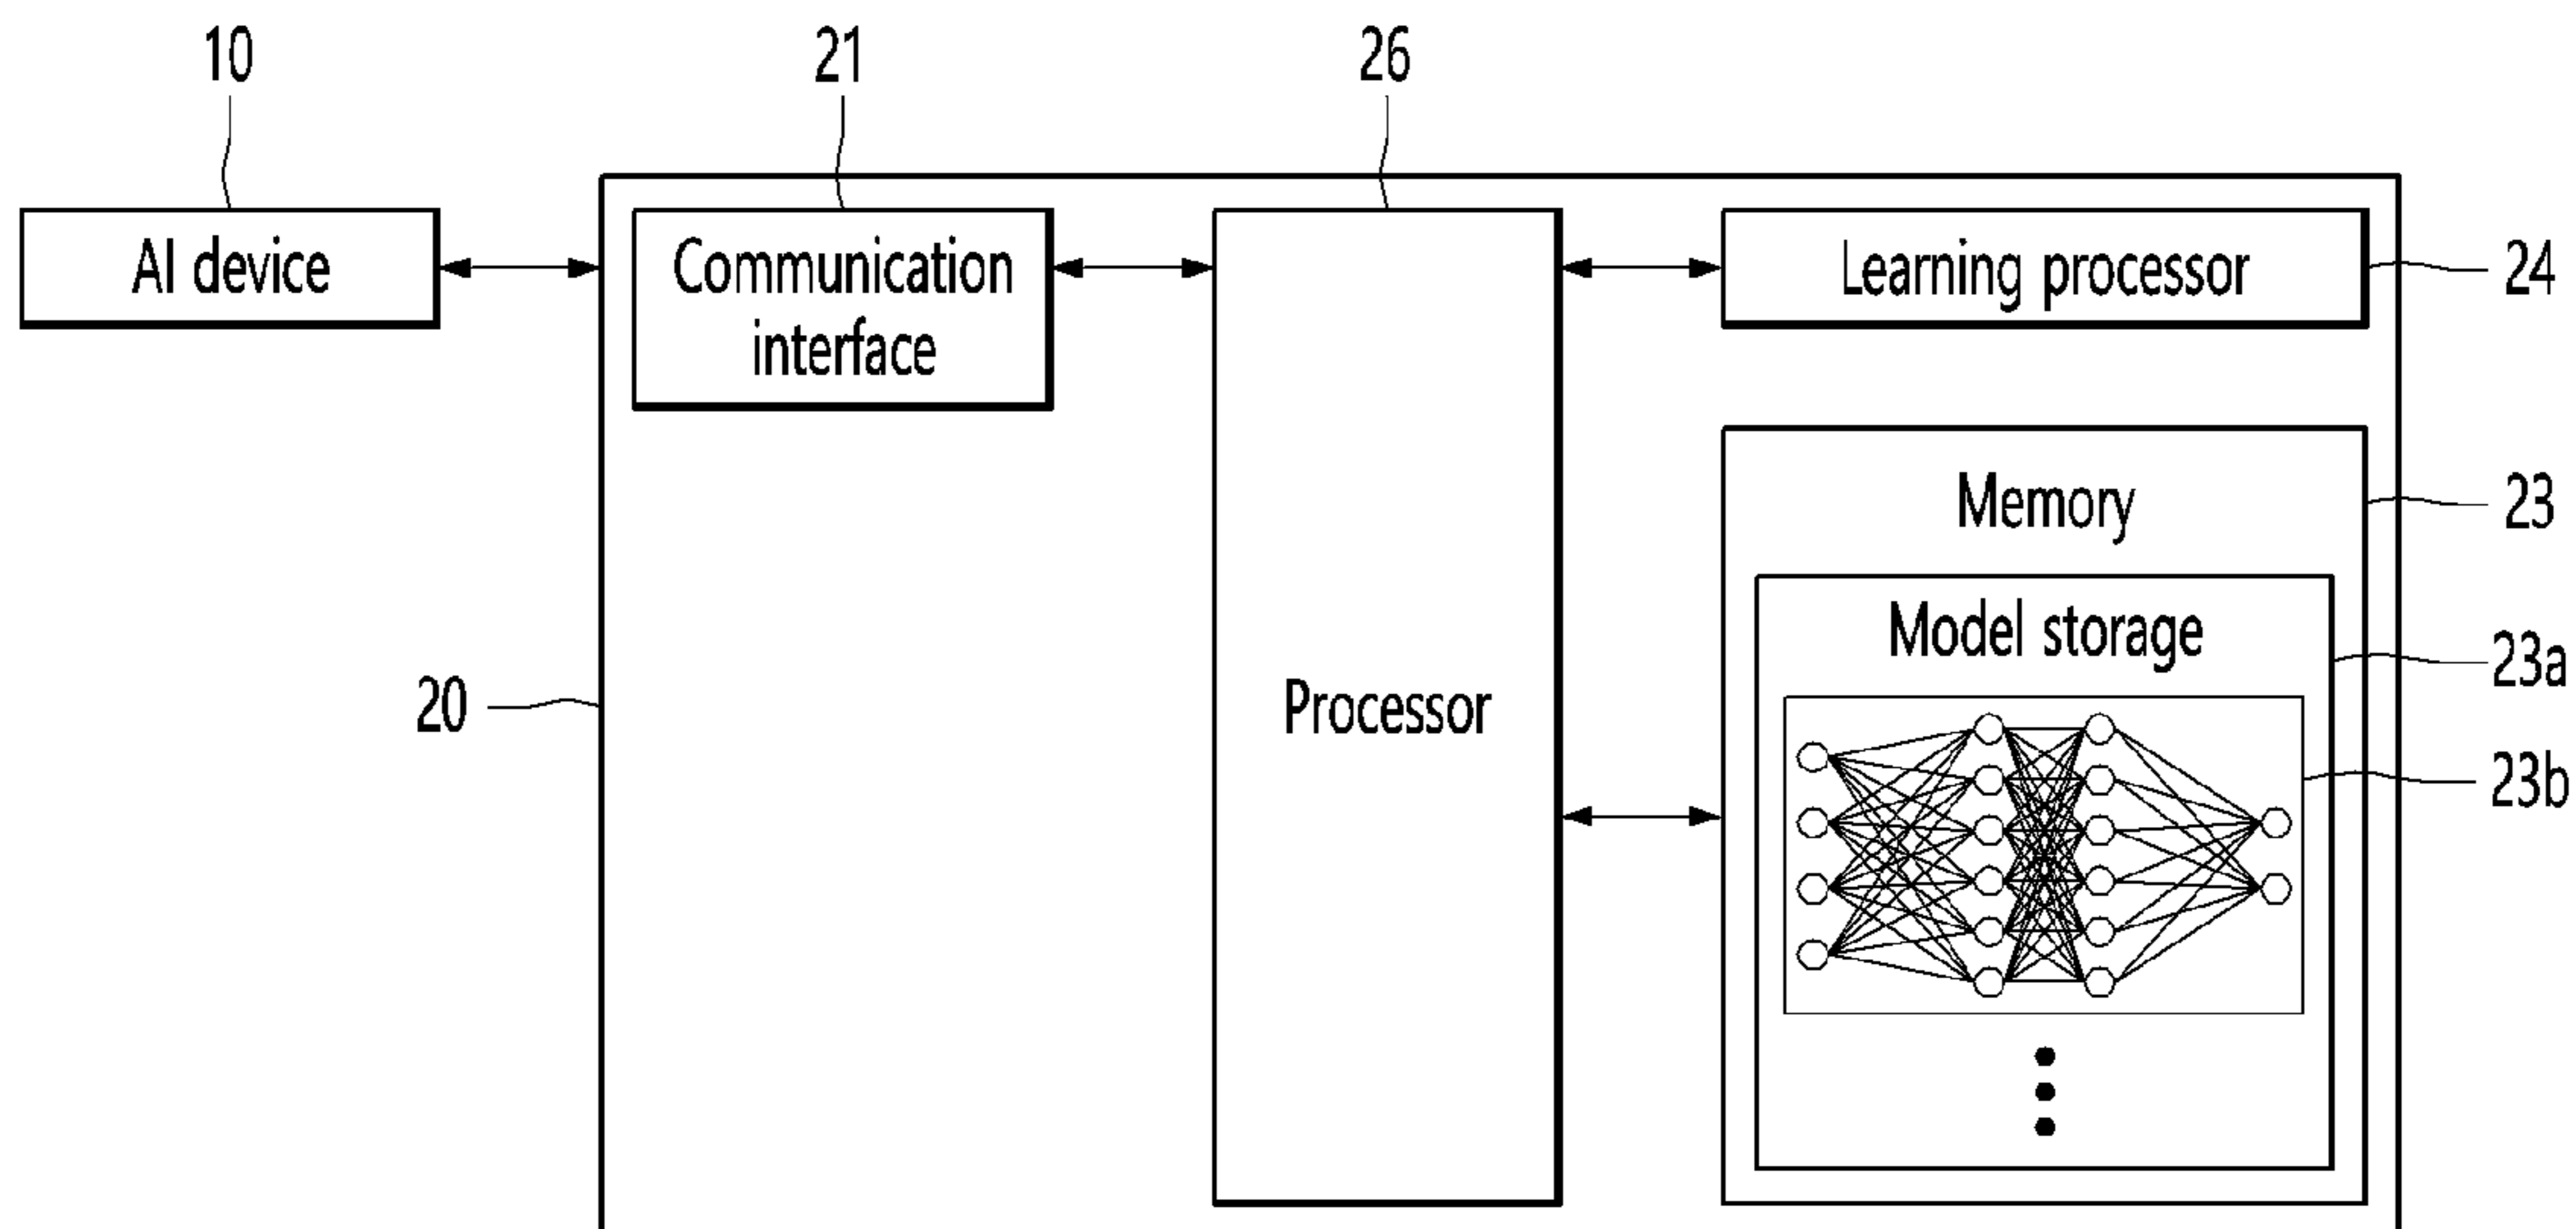 10
21
26
AI device
Communication
interface
Learning processor
24
Memory
23
Model storage
23a
20
Processor
23b